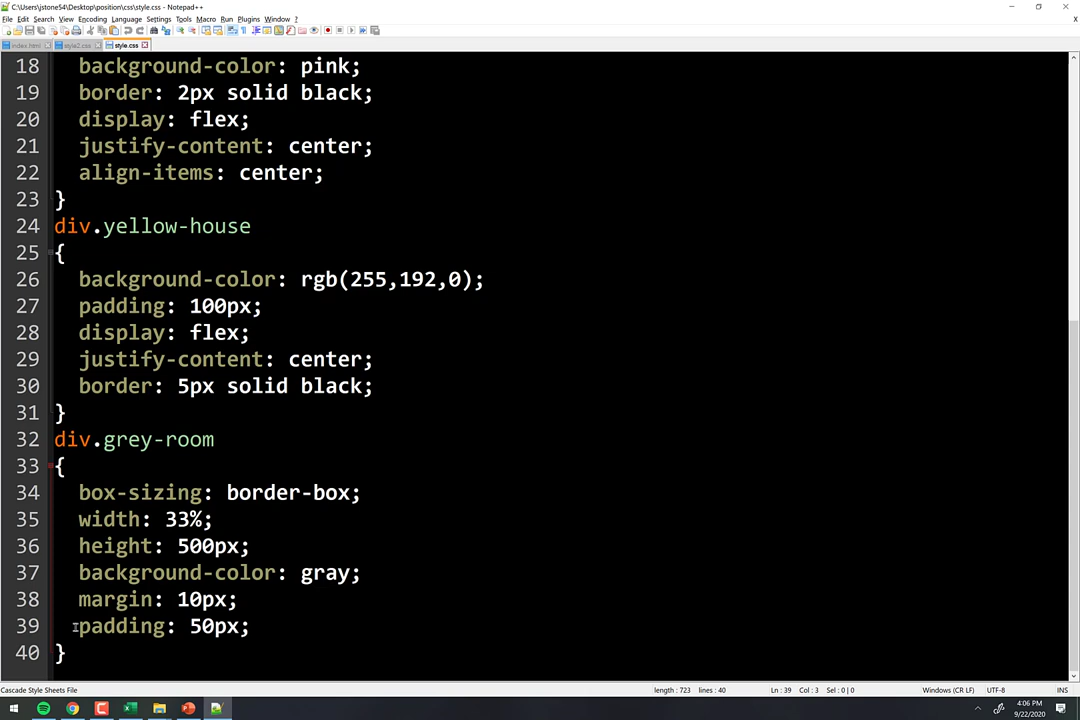 C:\Users\jstone54\Desktop\position\css\style.css - Notepad++
File Edit Search View Encoding Language Settings Tools Macro Run Plugins Window ?
X
index.html style2.css style.css
18 background-color: pink;
19 border: 2px solid black;
20 display: flex;
21 justify-content: center;
22 align-items: center;
23 }
24 div.yellow-house
25 {
26 background-color: rgb(255,192,0);
27 padding: 100px;
28 display: flex;
29 justify-content: center;
30 border: 5px solid black;
31 }
32 div.grey-room
33 {
34 box-sizing: border-box;
35 width: 33%;
36 height: 500px;
37 background-color: gray;
38 margin: 10px;
39 padding: 50px;
40 }
Cascade Style Sheets File length : 723 lines : 40 Ln : 39 Col : 3 Sel : 0 | 0 Windows (CR LF) UTF-8 INS
4:06 PM
9/22/2020